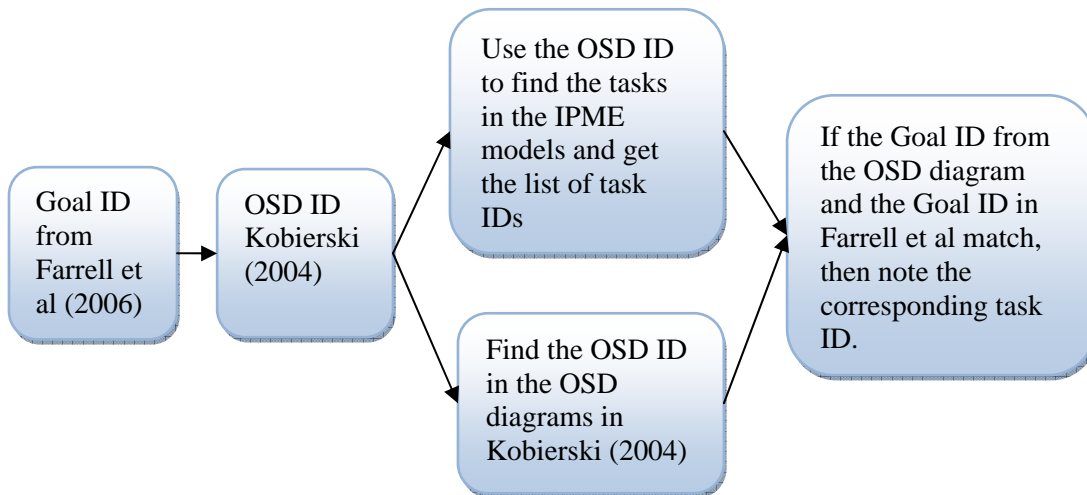 Goal ID
from
Farrell et
al (2006)
OSD ID
Kobierski
(2004)
Use the OSD ID
to find the tasks
in the IPME
models and get
the list of task
IDs
Find the OSD ID
in the OSD
diagrams in
Kobierski (2004)
If the Goal ID from
the OSD diagram
and the Goal ID in
Farrell et al match,
then note the
corresponding task
ID.